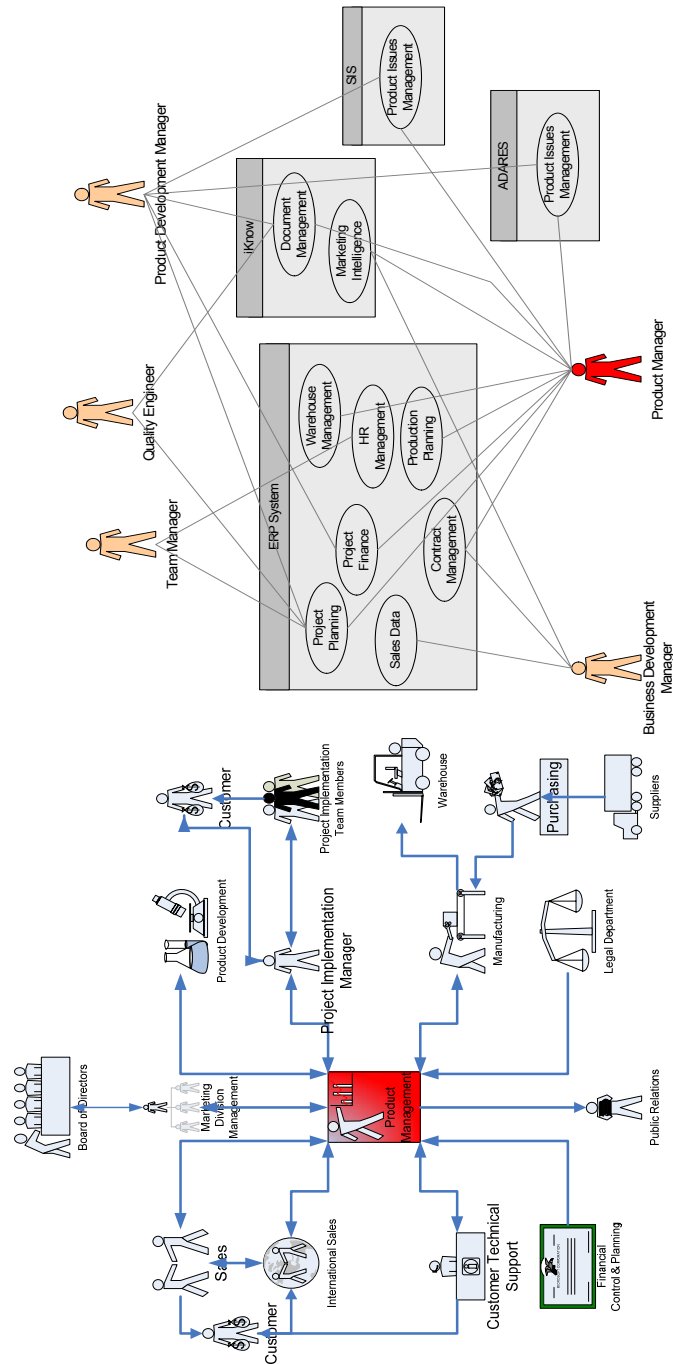 Board of Directors
Marketing
Division
Management
Sales
International Sales
Customer
Product Development
Customer
Project Implementation
Manager
Project Implementation
Team Members
Product
Management
Manufacturing
Warehouse
Purchasing
Suppliers
Legal Department
Public Relations
Customer Technical
Support
Financial
Control & Planning
Team Manager
Quality Engineer
Product Development Manager
ERP System
Project
Planning
Project
Finance
Sales Data
Contract
Management
Warehouse
Management
HR
Management
Production
Planning
iKnow
Document
Management
Marketing
Intelligence
SIS
Product Issues
Management
ADARES
Product Issues
Management
Business Development
Manager
Product Manager